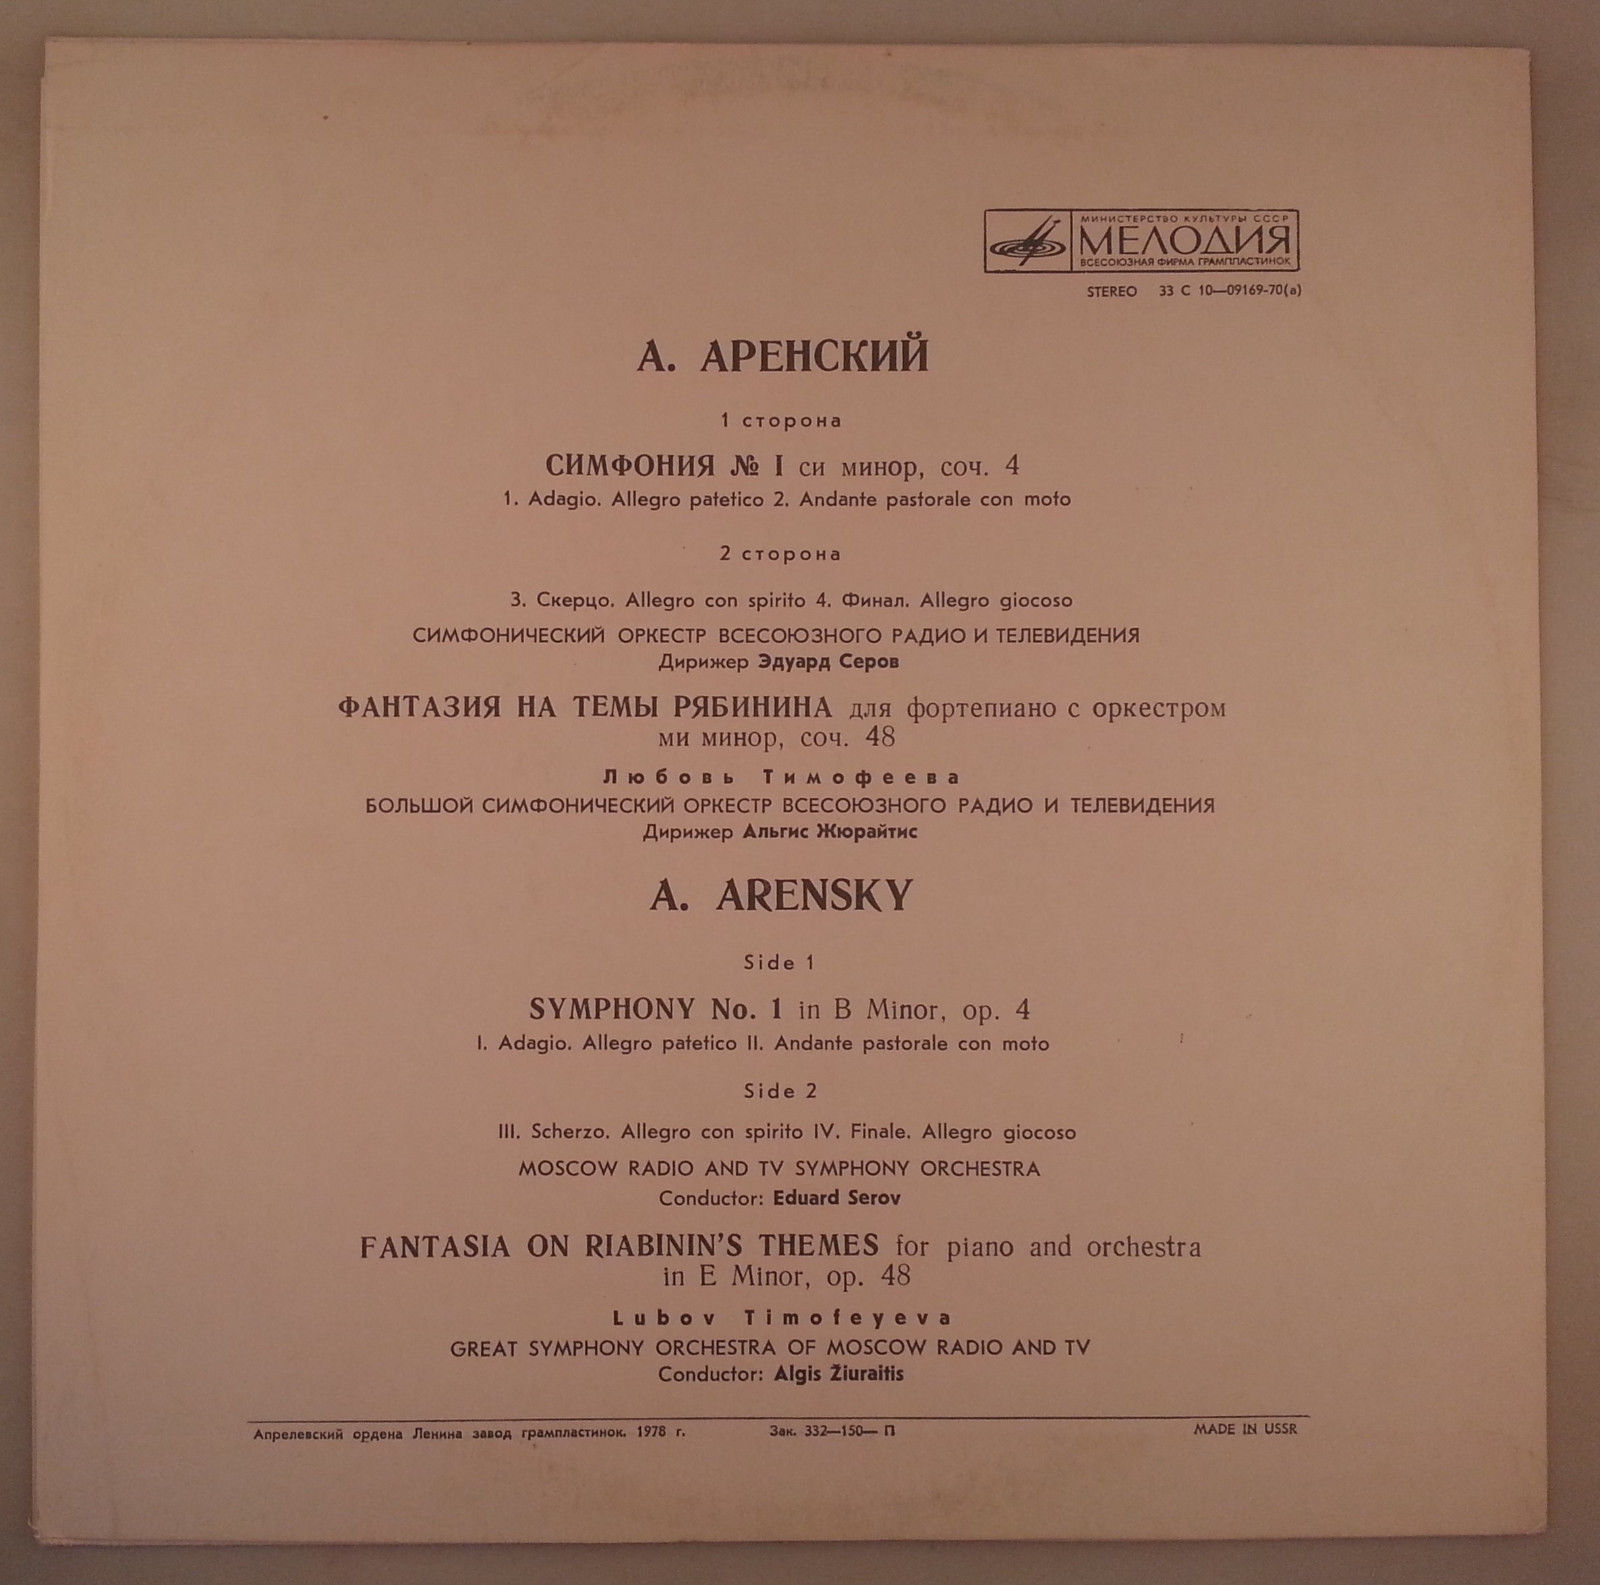 МИНИСТЕРСТВО КУЛЬТУРЫ СССР
МЕЛОДИЯ
ВСЕСОЮЗНАЯ ФИРМА ГРАМПЛАСТИНОК
STEREO 33 С 10—09169-70(а)
А. АРЕНСКИЙ
1 сторона
СИМФОНИЯ № 1 си минор, соч. 4
1. Adagio. Allegro patetico 2. Andante pastorale con moto
2 сторона
3. Скерцо. Allegro con spirito 4. Финал. Allegro giocoso
СИМФОНИЧЕСКИЙ ОРКЕСТР ВСЕСОЮЗНОГО РАДИО И ТЕЛЕВИДЕНИЯ
Дирижер Эдуард Серов
ФАНТАЗИЯ НА ТЕМЫ РЯБИНИНА для фортепиано с оркестром
ми минор, соч. 48
Любовь Тимофеева
БОЛЬШОЙ СИМФОНИЧЕСКИЙ ОРКЕСТР ВСЕСОЮЗНОГО РАДИО И ТЕЛЕВИДЕНИЯ
Дирижер Альгис Жюрайтис
A. ARENSKY
Side 1
SYMPHONY No. 1 in B Minor, op. 4
I. Adagio. Allegro patetico II. Andante pastorale con moto
Side 2
III. Scherzo. Allegro con spirito IV. Finale. Allegro giocoso
MOSCOW RADIO AND TV SYMPHONY ORCHESTRA
Conductor: Eduard Serov
FANTASIA ON RIABININ'S THEMES for piano and orchestra
in E Minor, op. 48
Lubov Timofeyeva
GREAT SYMPHONY ORCHESTRA OF MOSCOW RADIO AND TV
Conductor: Algis Žiuraitis
Апрелевский ордена Ленина завод грампластинок. 1978 г. Зак. 332—150— П MADE IN USSR